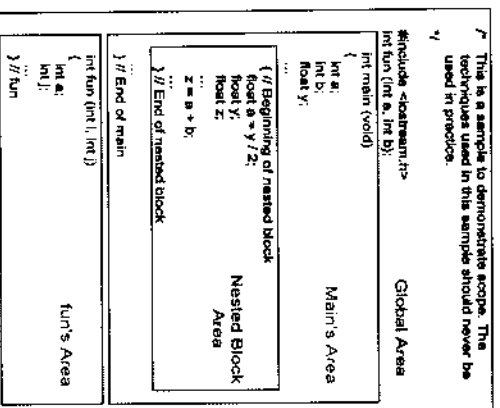 /* This is a sample to demonstrate scope. The
techniques used in this sample should never be
used in practice.
*/
#include <iostream.h>
int fun (int a, int b);
Global Area
int main (void)
{
int a;
int b;
float y;
Main's Area
...
{ // Beginning of nested block
float a = y / 2;
float y;
float z;
Nested Block
Area
...
z = a + b;
...
} // End of nested block
...
} // End of main
int fun (int i, int j)
{
int a;
int j;
fun's Area
...
} // fun